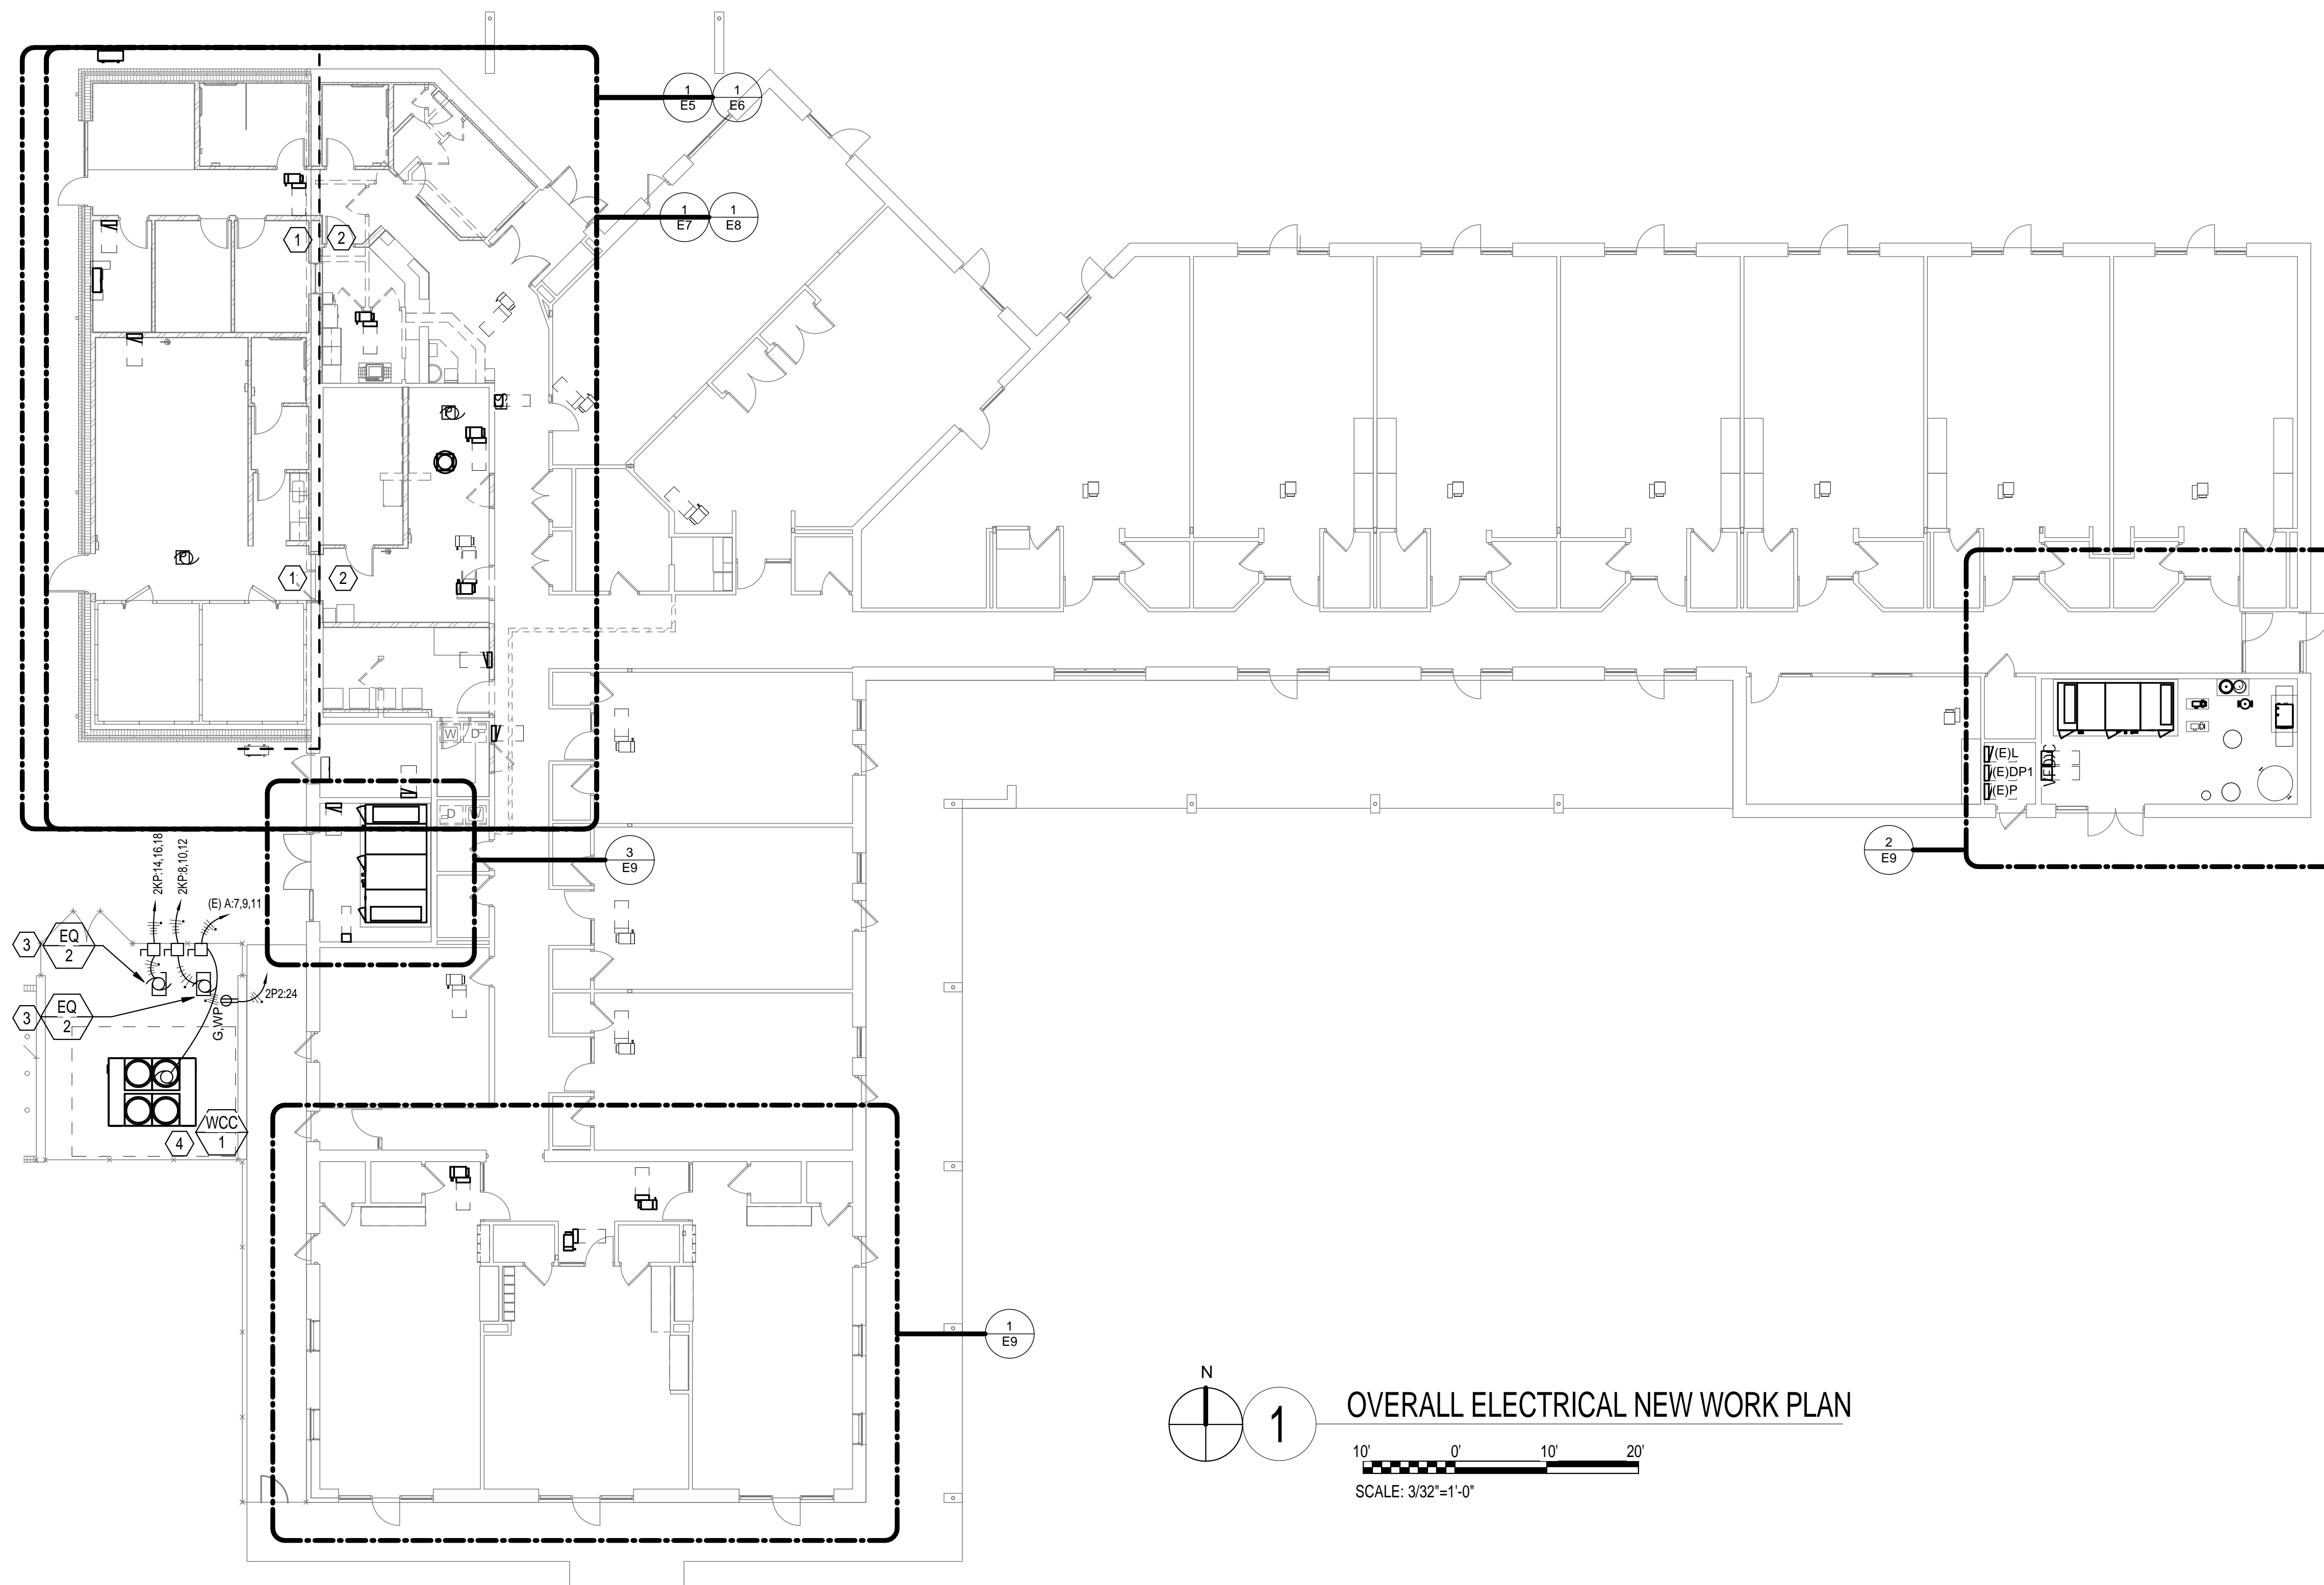 1
E5
1
E6
1
E7
1
E8
1
2
1
2
W
D
D
W
3
E9
(E)L
(E)DP1
(E)P
VFD
C
2
E9
2KP:14,16,18
2KP:8,10,12
(E) A:7,9,11
3
EQ
2
3
EQ
2
2P2:24
G,WP
WCC
1
4
1
E9
N
1
OVERALL ELECTRICAL NEW WORK PLAN
10'
0'
10'
20'
SCALE: 3/32"=1'-0"